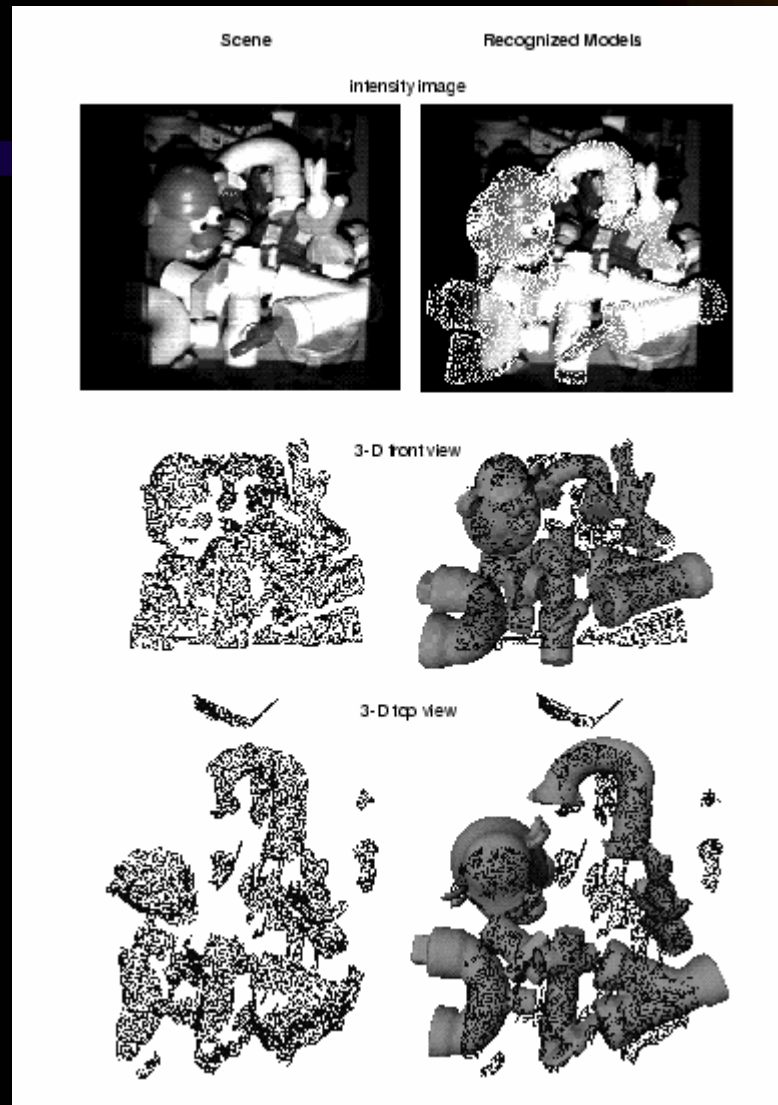 Scene
Recognized Models
intensity image
3-D front view
3-D top view